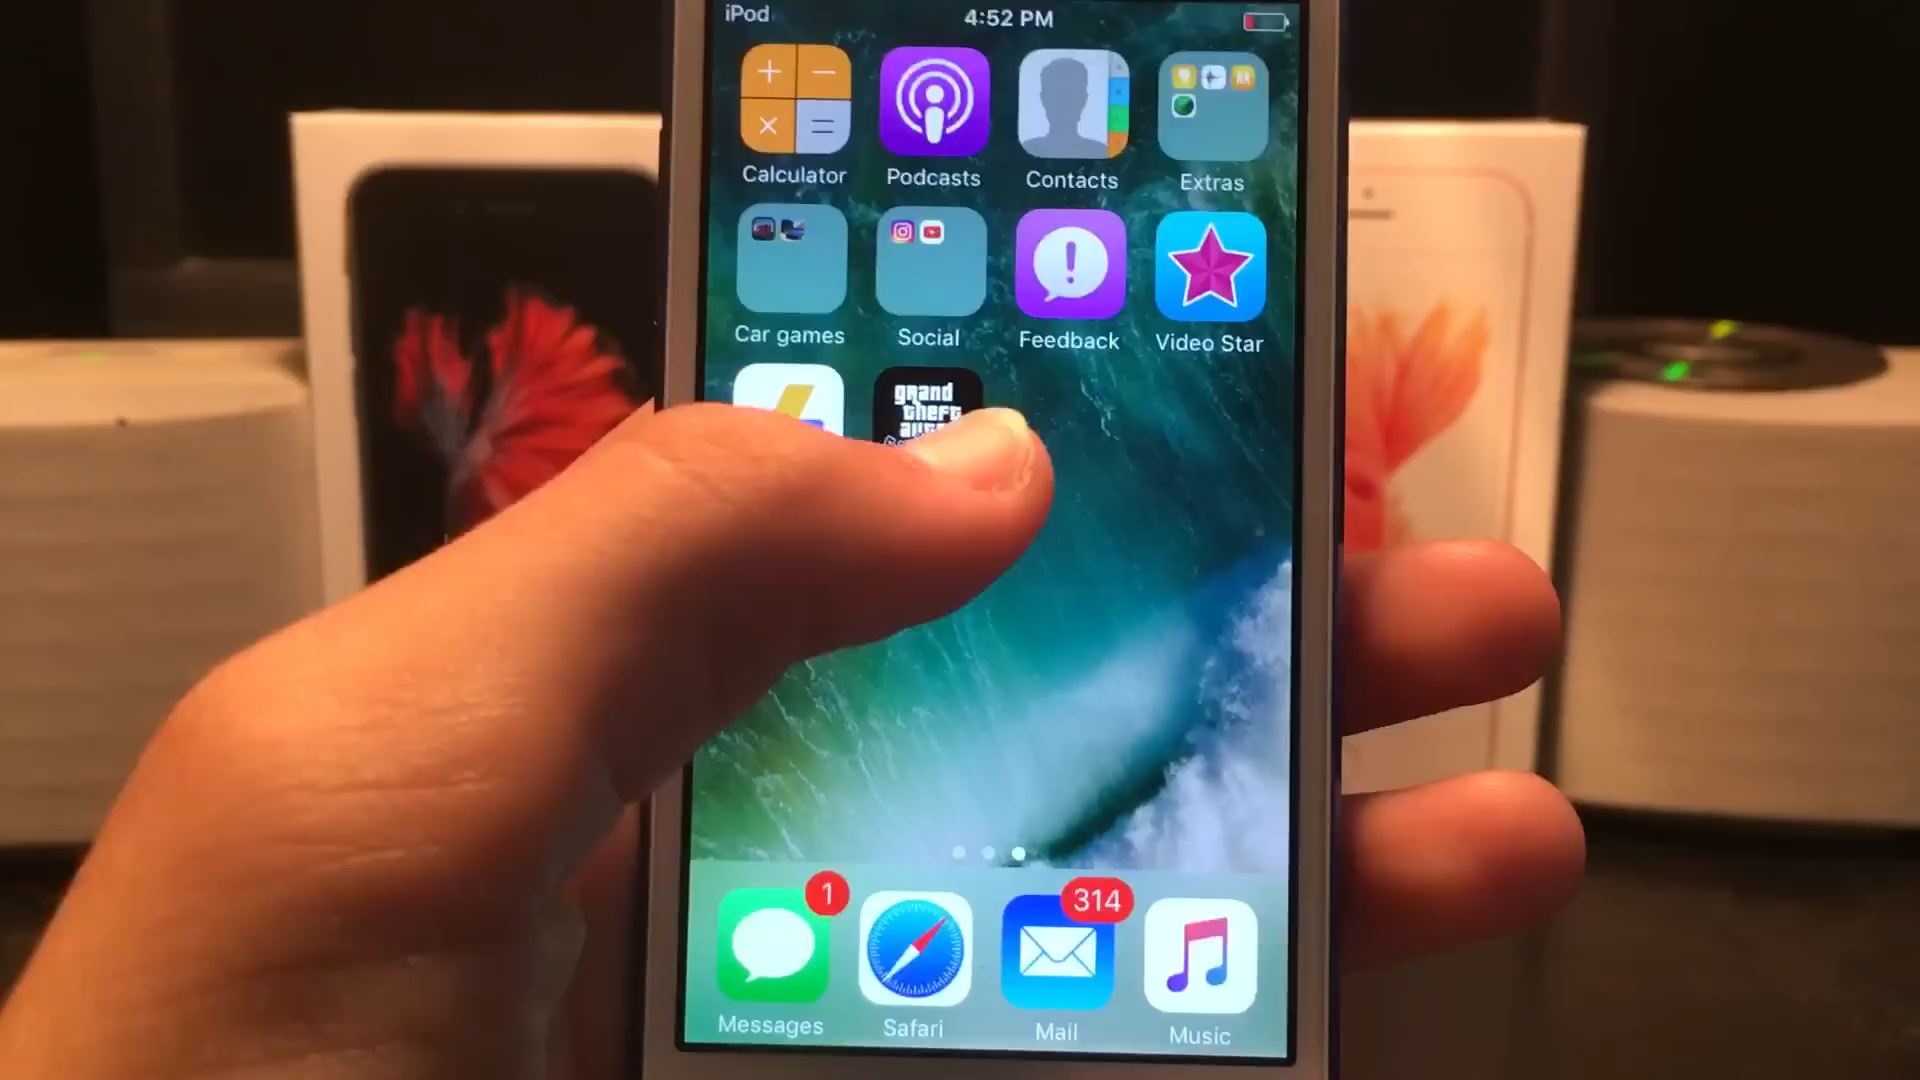 iPod 4:52 PM
Calculator Podcasts Contacts Extras
Car games Social Feedback Video Star
grand
theft
Messages Safari Mail Music
1 314